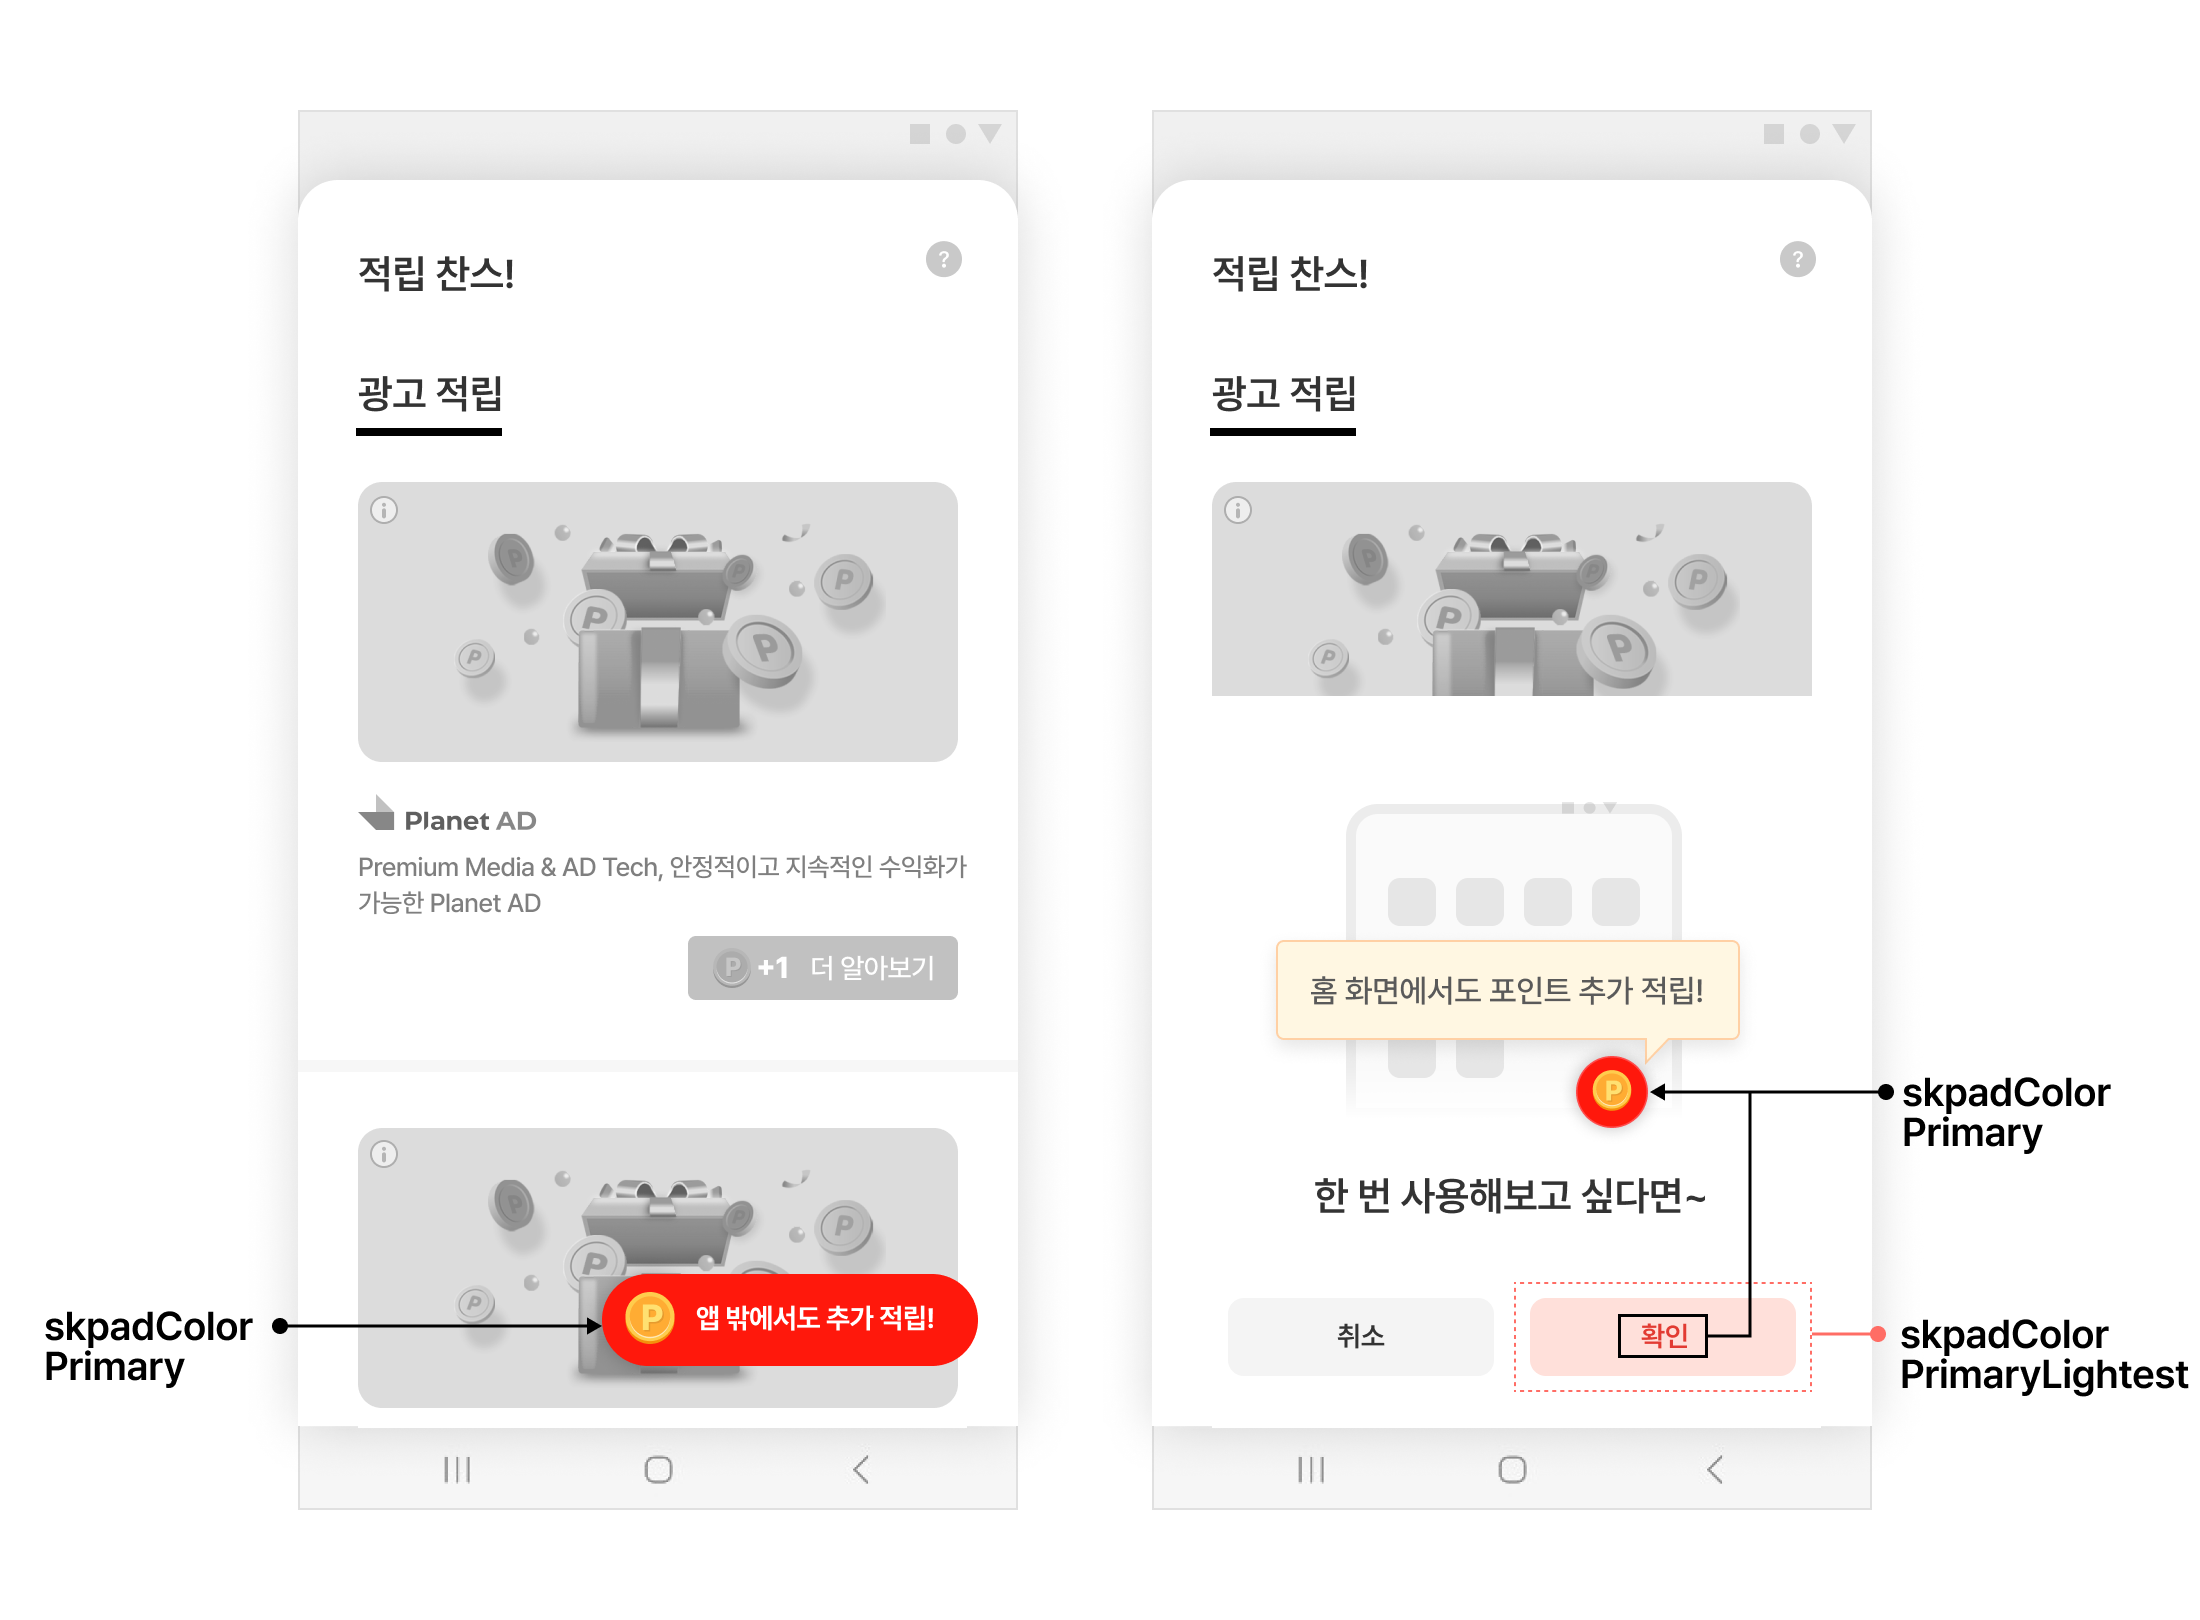 적립 찬스!
?
광고 적립
P
P
P
P
P
P
Planet AD
Premium Media & AD Tech, 안정적이고 지속적인 수익화가
가능한 Planet AD
P +1 더 알아보기
P
P
P
P
P
P 앱 밖에서도 추가 적립!
skpadColor
Primary
적립 찬스!
?
광고 적립
P
P
P
P
P
P
홈 화면에서도 포인트 추가 적립!
P
skpadColor
Primary
한 번 사용해보고 싶다면~
취소
확인
skpadColor
PrimaryLightest